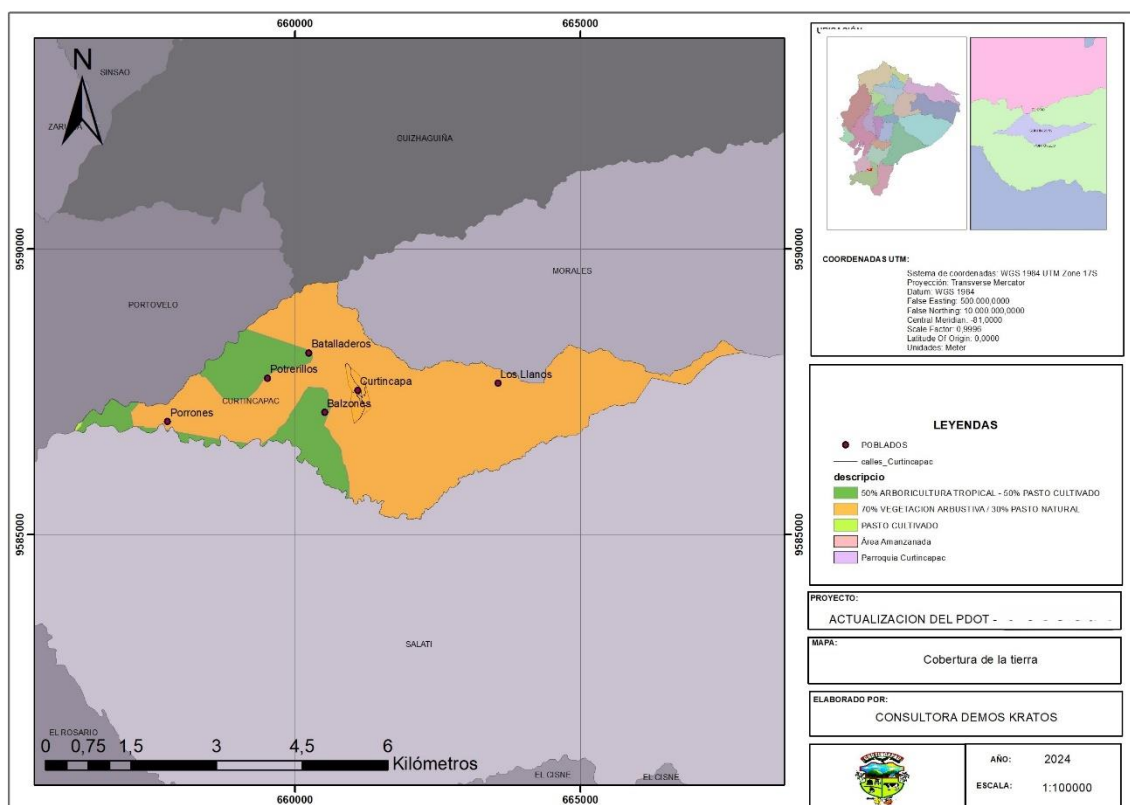 660000
665000
N
SINSAO
ZARUMA
GUIZHAGUIÑA
9590000
9590000
MORALES
PORTOVELO
Batalladeros
Potrerillos
Los Llanos
Curtincapa
CURTINCAPAC
Balzones
Porrones
9585000
9585000
SALATI
EL ROSARIO
0 0,75 1,5 3 4,5 6
Kilómetros
EL CISNE
EL CISNE
660000
665000
UBICACIÓN
COORDENADAS UTM:
Sistema de coordenadas: WGS 1984 UTM Zone 17S
Proyección: Transverse Mercator
Datum: WGS 1984
False Easting: 500.000,0000
False Northing: 10.000.000,0000
Central Meridian: -81,0000
Scale Factor: 0,9996
Latitude Of Origin: 0,0000
Unidades: Meter
LEYENDAS
POBLADOS
calles_Curtincapac
descripcio
50% ARBORICULTURA TROPICAL - 50% PASTO CULTIVADO
70% VEGETACION ARBUSTIVA / 30% PASTO NATURAL
PASTO CULTIVADO
Área Amanzanada
Parroquia Curtincapac
PROYECTO:
ACTUALIZACION DEL PDOT -
MAPA:
Cobertura de la tierra
ELABORADO POR:
CONSULTORA DEMOS KRATOS
AÑO: 2024
ESCALA: 1:100000